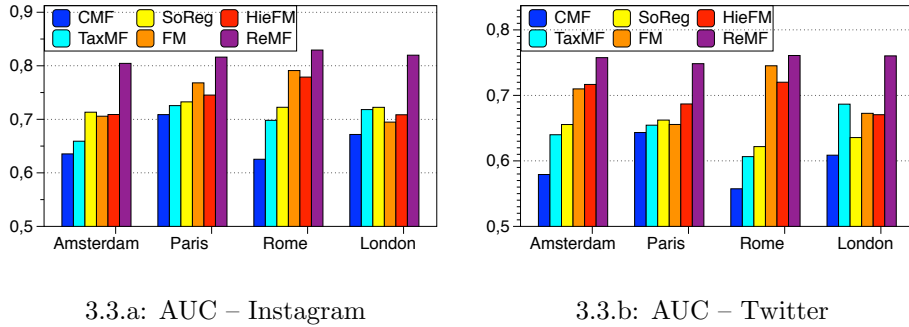 0,9
0,8
0,7
0,6
0,5
CMF SoReg HieFM
TaxMF FM ReMF
Amsterdam Paris Rome London
0,8
0,7
0,6
0,5
CMF SoReg HieFM
TaxMF FM ReMF
Amsterdam Paris Rome London
3.3.a: AUC – Instagram
3.3.b: AUC – Twitter